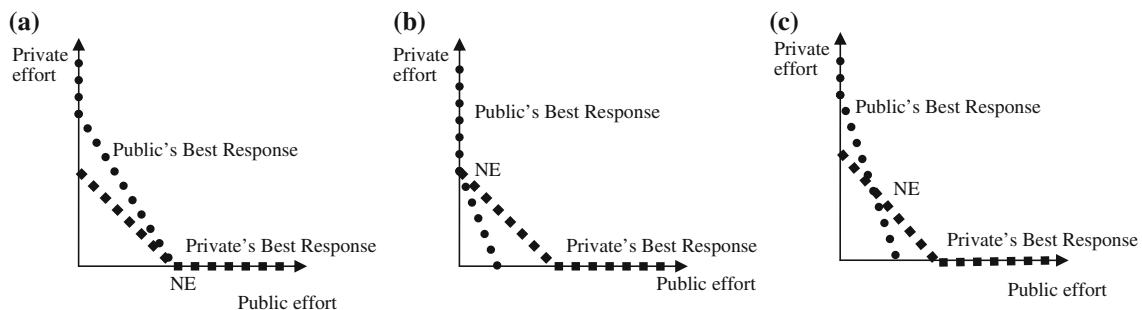 (a)
Private
effort
Public's Best Response
Private's Best Response
NE
Public effort
(b)
Private
effort
Public's Best Response
NE
Private's Best Response
Public effort
(c)
Private
effort
Public's Best Response
NE
Private's Best Response
Public effort